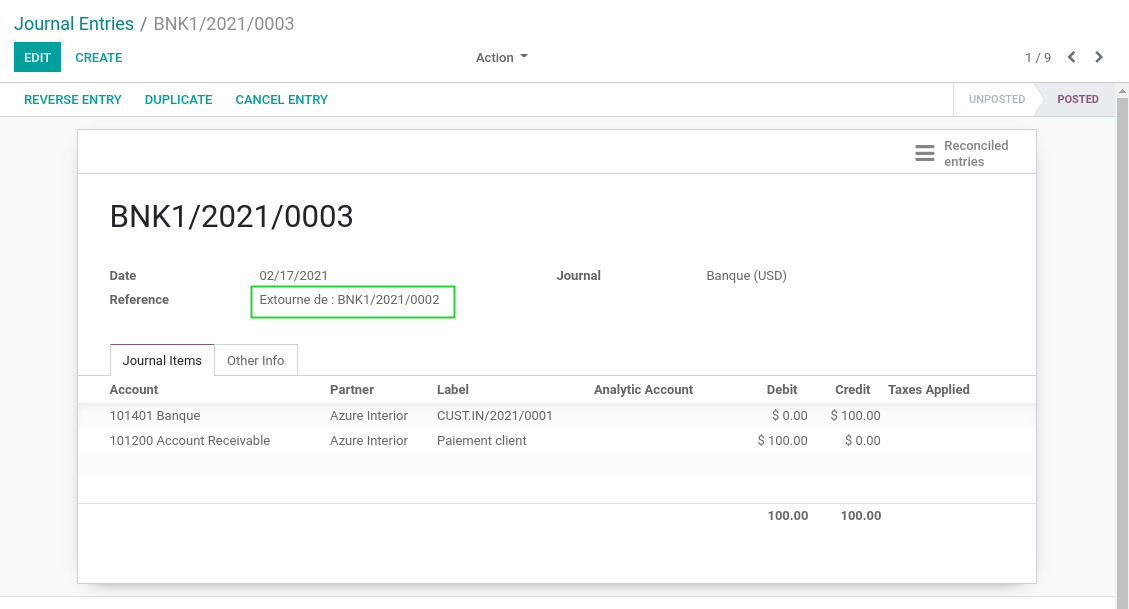 Journal Entries / BNK1/2021/0003
EDIT CREATE Action 1 / 9
REVERSE ENTRY DUPLICATE CANCEL ENTRY UNPOSTED POSTED
Reconciled
entries
BNK1/2021/0003
Date 02/17/2021 Journal Banque (USD)
Reference Extourne de : BNK1/2021/0002
Journal Items Other Info
Account Partner Label Analytic Account Debit Credit Taxes Applied
101401 Banque Azure Interior CUST.IN/2021/0001 $ 0.00 $ 100.00
101200 Account Receivable Azure Interior Paiement client $ 100.00 $ 0.00
100.00 100.00